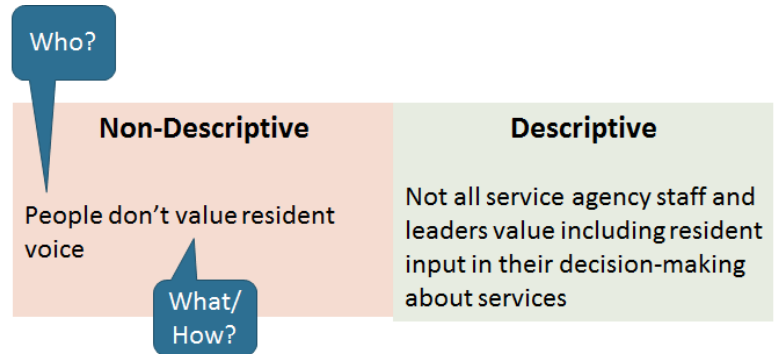 Who?
Non-Descriptive
Descriptive
People don't value resident
voice
What/
How?
Not all service agency staff and
leaders value including resident
input in their decision-making
about services